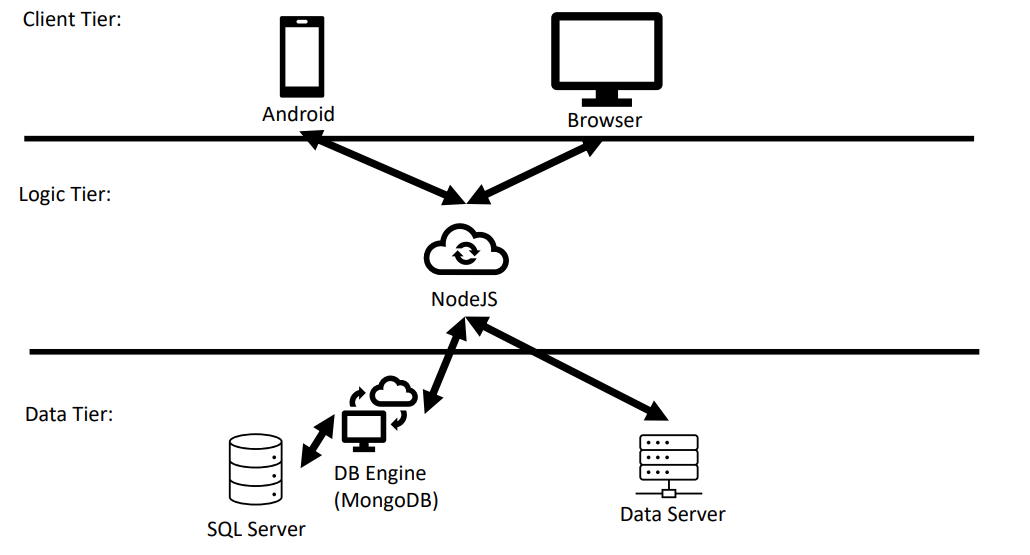 Client Tier:
Android
Browser
Logic Tier:
NodeJS
Data Tier:
DB Engine
(MongoDB)
SQL Server
Data Server